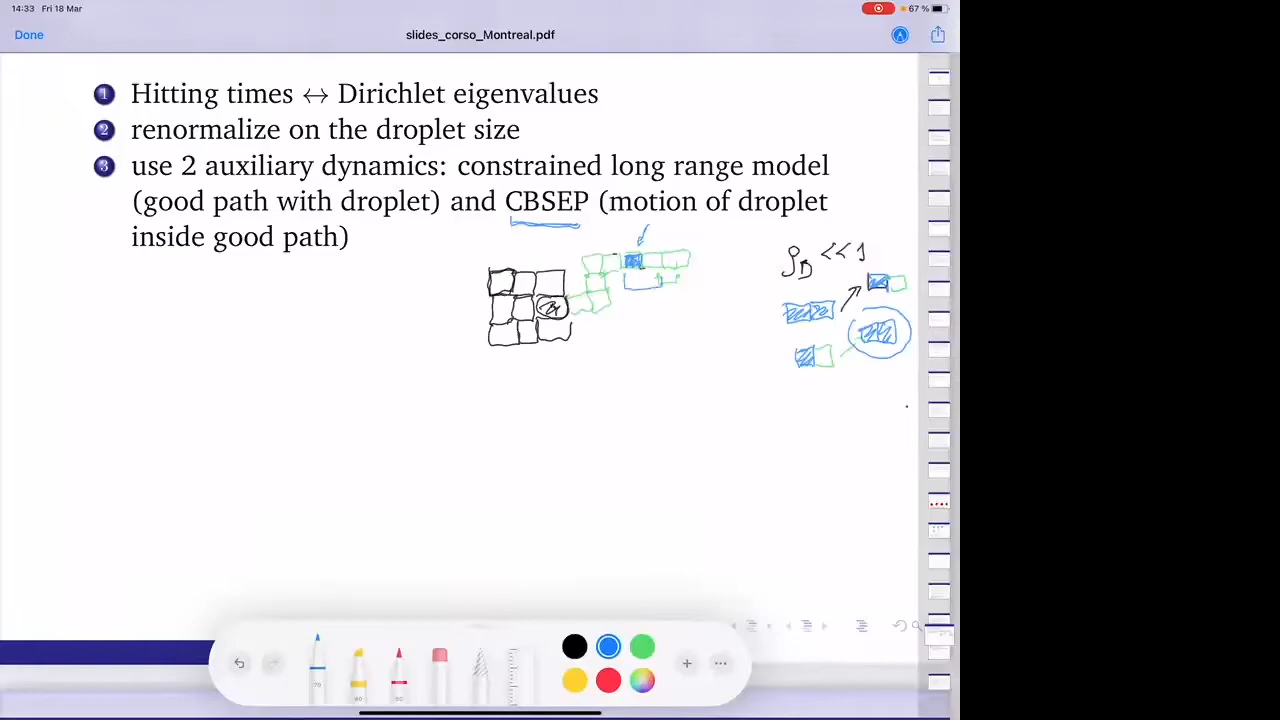 14:33 Fri 18 Mar
67 %
Done
slides_corso_Montreal.pdf
1 Hitting times ↔ Dirichlet eigenvalues
2 renormalize on the droplet size
3 use 2 auxiliary dynamics: constrained long range model
(good path with droplet) and CBSEP (motion of droplet
inside good path)